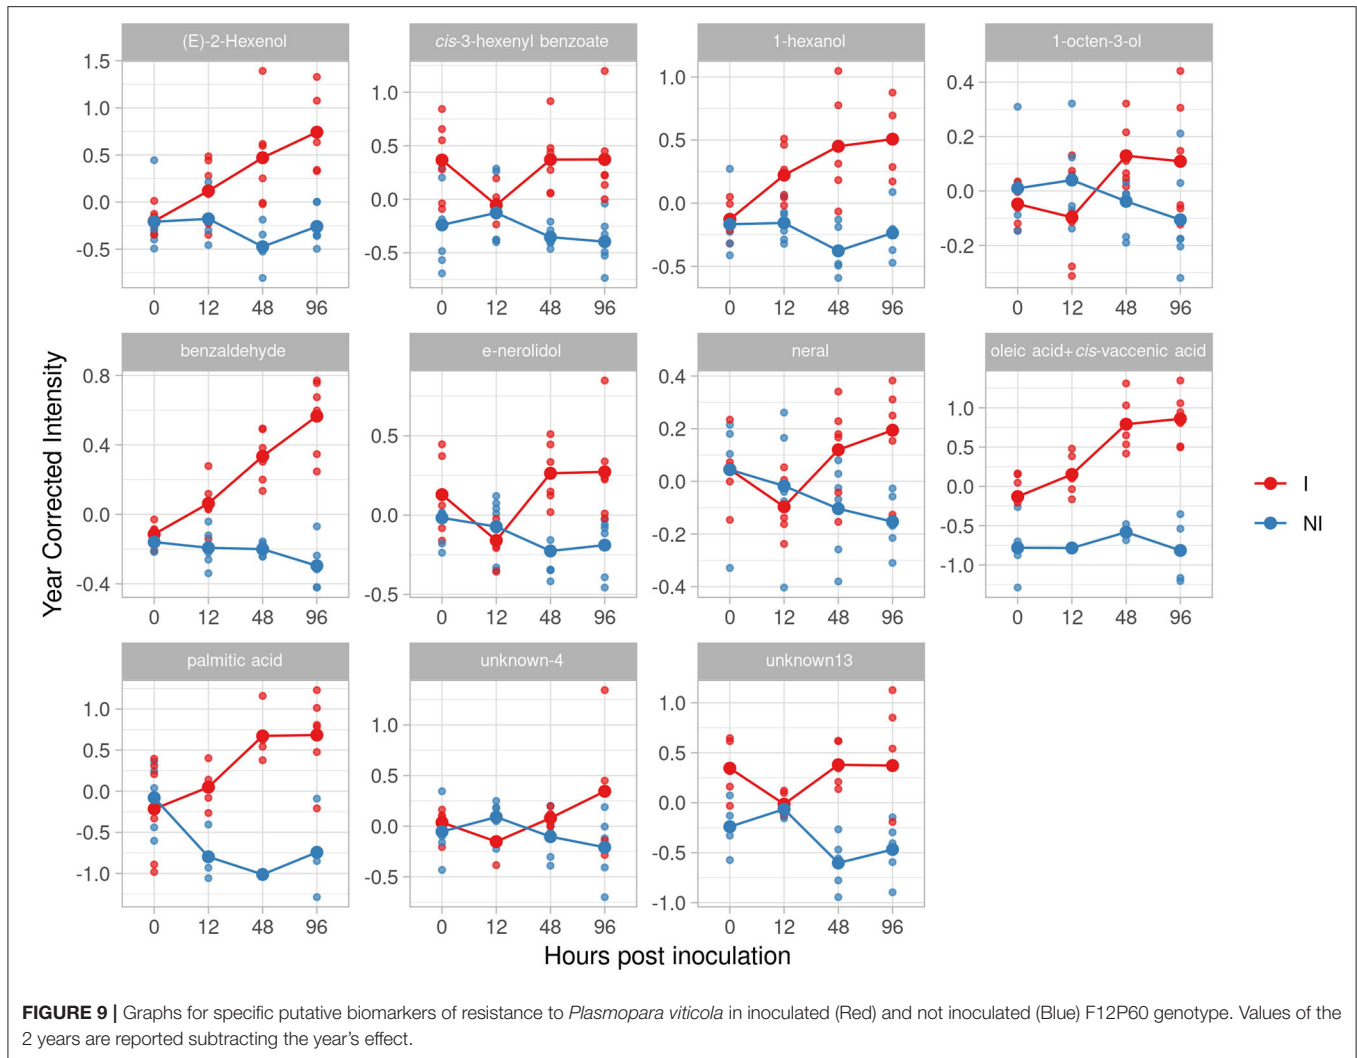 (E)-2-Hexenol
cis-3-hexenyl benzoate
1-hexanol
1-octen-3-ol
1.5
1.0
0.5
0.0
-0.5
1.0
0.5
0.0
-0.5
1.0
0.5
0.0
-0.5
0.4
0.2
0.0
-0.2
0 12 48 96
0 12 48 96
0 12 48 96
0 12 48 96
Year Corrected Intensity
benzaldehyde
e-nerolidol
neral
oleic acid+cis-vaccenic acid
0.8
0.4
0.0
-0.4
0.5
0.0
-0.5
0.4
0.2
0.0
-0.2
-0.4
1.0
0.5
0.0
-0.5
-1.0
0 12 48 96
0 12 48 96
0 12 48 96
0 12 48 96
I
NI
palmitic acid
unknown-4
unknown13
1.0
0.5
0.0
-0.5
-1.0
1.0
0.5
0.0
-0.5
1.0
0.5
0.0
-0.5
-1.0
0 12 48 96
0 12 48 96
0 12 48 96
Hours post inoculation
FIGURE 9 | Graphs for specific putative biomarkers of resistance to Plasmopara viticola in inoculated (Red) and not inoculated (Blue) F12P60 genotype. Values of the
2 years are reported subtracting the year's effect.